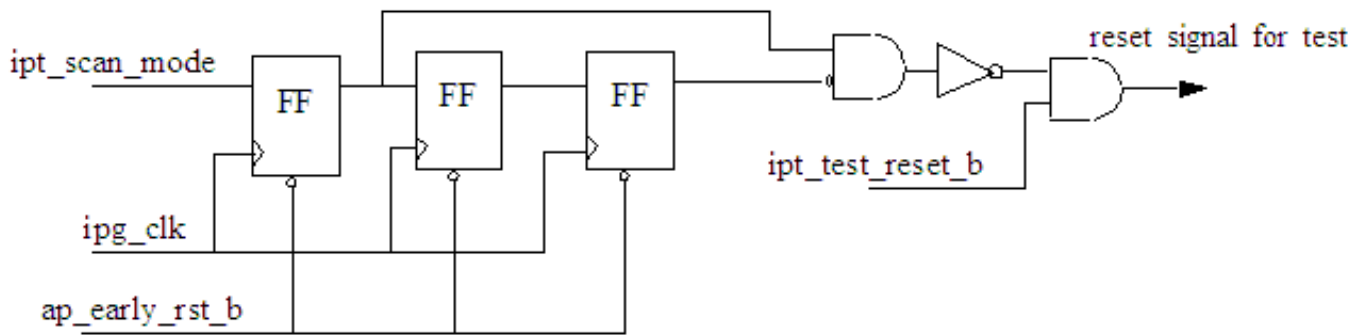 reset signal for test
ipt_scan_mode
FF
FF
FF
ipt_test_reset_b
ipg_clk
ap_early_rst_b